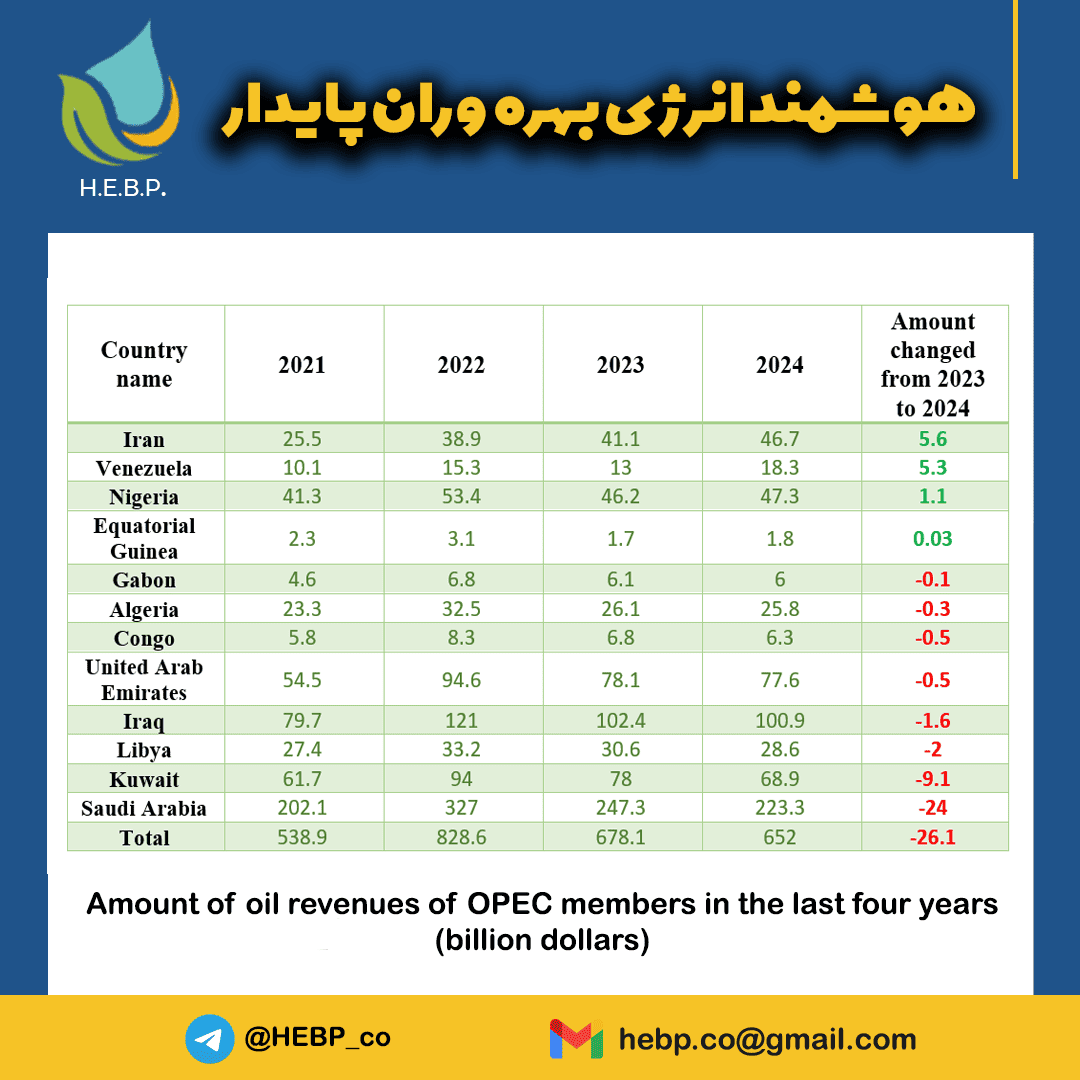 هوشمند انرژی بهره وران پایدار
H.E.B.P.
Country name 2021 2022 2023 2024 Amount changed from 2023 to 2024
Iran 25.5 38.9 41.1 46.7 5.6
Venezuela 10.1 15.3 13 18.3 5.3
Nigeria 41.3 53.4 46.2 47.3 1.1
Equatorial Guinea 2.3 3.1 1.7 1.8 0.03
Gabon 4.6 6.8 6.1 6 -0.1
Algeria 23.3 32.5 26.1 25.8 -0.3
Congo 5.8 8.3 6.8 6.3 -0.5
United Arab Emirates 54.5 94.6 78.1 77.6 -0.5
Iraq 79.7 121 102.4 100.9 -1.6
Libya 27.4 33.2 30.6 28.6 -2
Kuwait 61.7 94 78 68.9 -9.1
Saudi Arabia 202.1 327 247.3 223.3 -24
Total 538.9 828.6 678.1 652 -26.1
Amount of oil revenues of OPEC members in the last four years
(billion dollars)
@HEBP_co
hebp.co@gmail.com